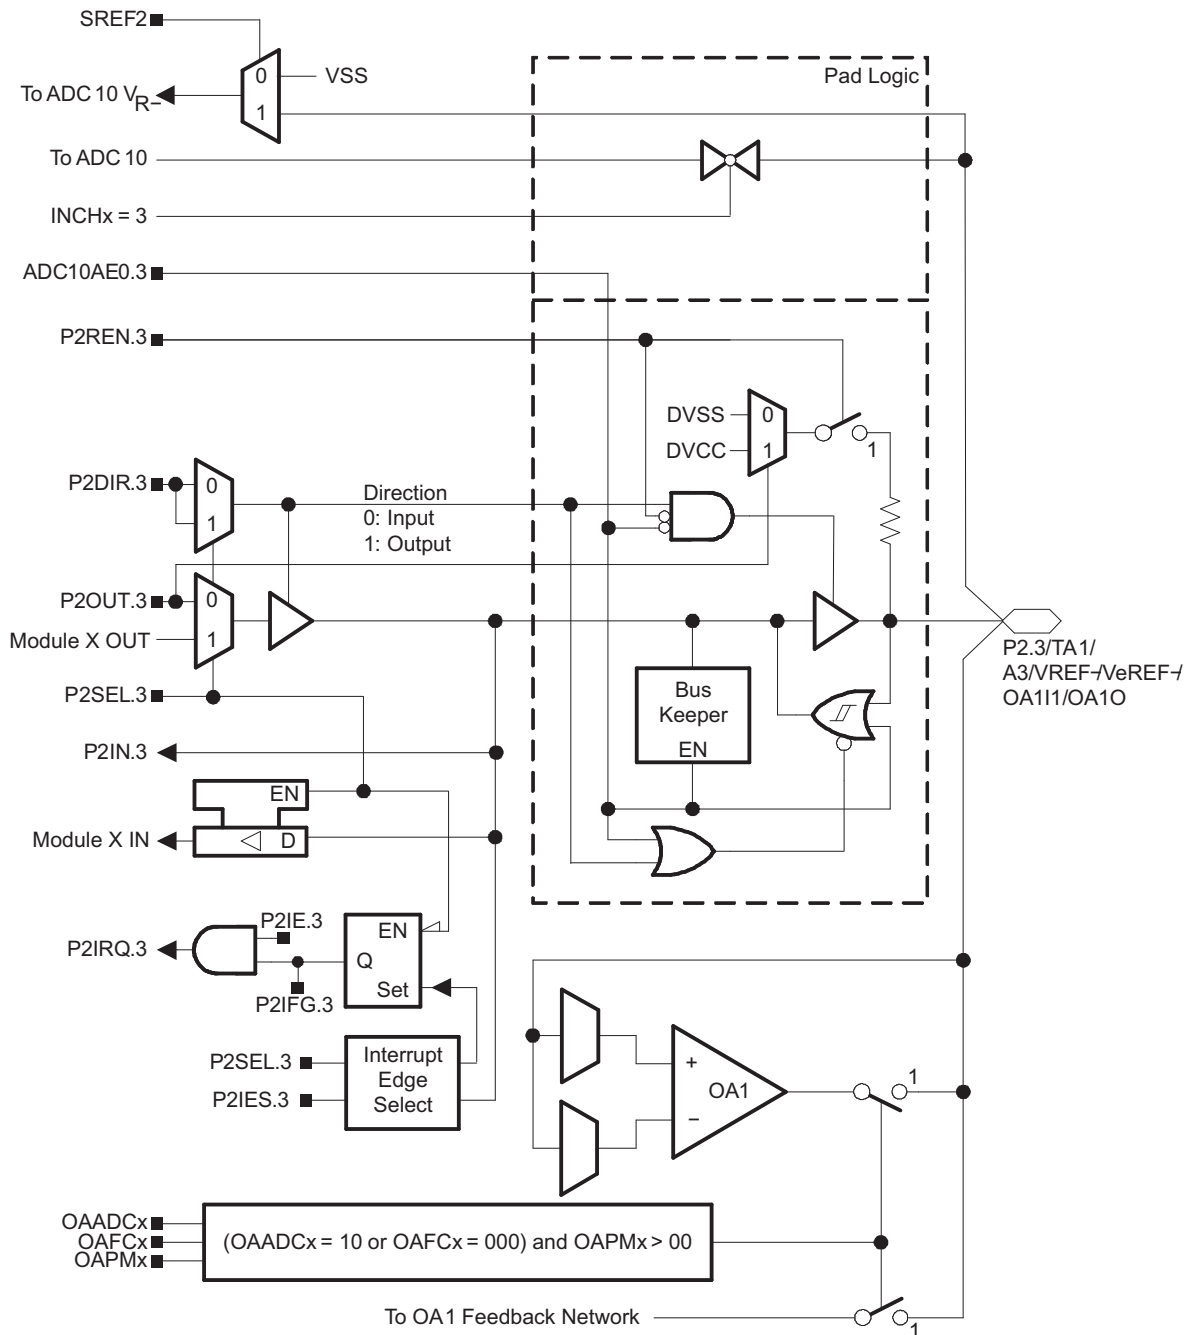 SREF2
0
VSS
To ADC 10 VR−
1
Pad Logic
To ADC 10
INCHx = 3
ADC10AE0.3
P2REN.3
DVSS
0
DVCC
1
1
P2DIR.3
0
1
Direction
0: Input
1: Output
P2OUT.3
0
Module X OUT
1
P2SEL.3
Bus
Keeper
EN
P2.3/TA1/
A3/VREF−/VeREF−/
OA1I1/OA1O
P2IN.3
EN
Module X IN
D
P2IE.3
P2IRQ.3
EN
Q
Set
P2IFG.3
P2SEL.3
P2IES.3
Interrupt
Edge
Select
+
OA1
−
1
OAADCx
OAFCx
OAPMx
(OAADCx = 10 or OAFCx = 000) and OAPMx > 00
To OA1 Feedback Network
1